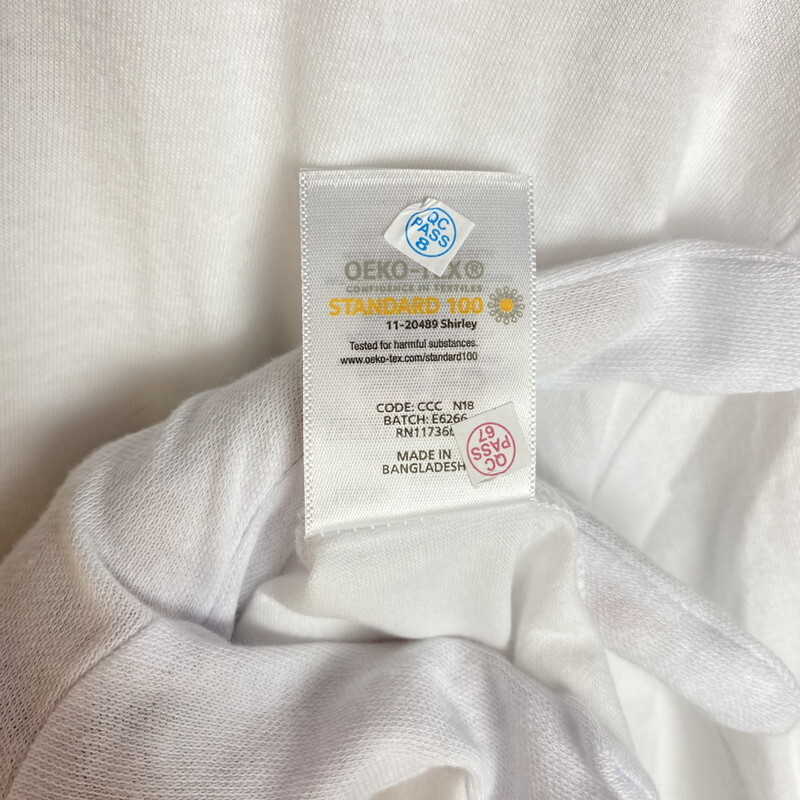 QC
PASS
8
OEKO-TEX®
CONFIDENCE IN TEXTILES
STANDARD 100
11-20489 Shirley
Tested for harmful substances.
www.oeko-tex.com/standard100
CODE: CCC N18
BATCH: E6266
MADE IN
BANGLADESH
QC
PASS
67